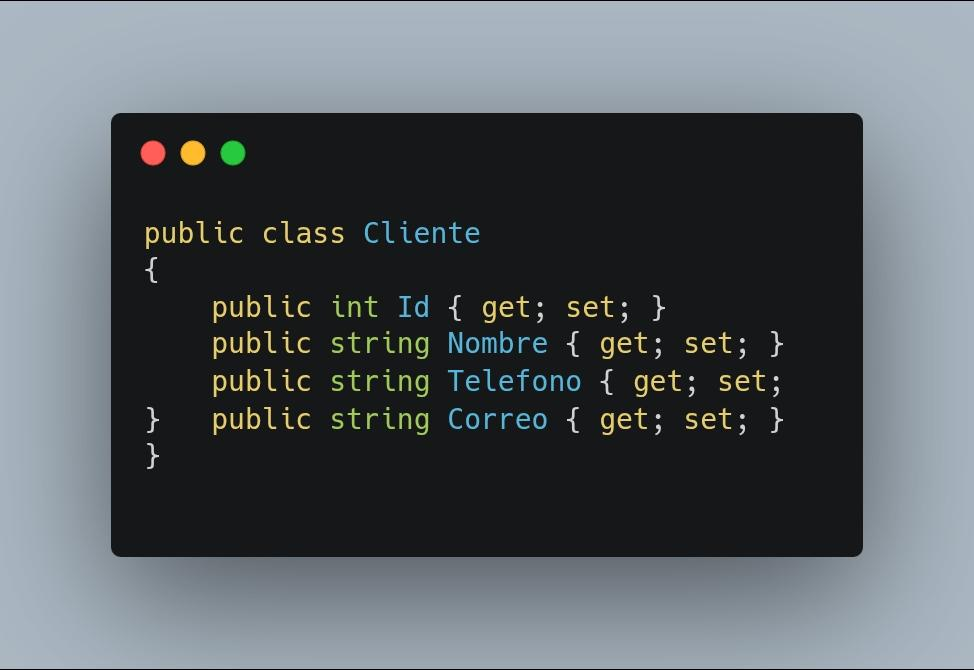 public class Cliente
{
    public int Id { get; set; }
    public string Nombre { get; set; }
    public string Telefono { get; set;
}   public string Correo { get; set; }
}